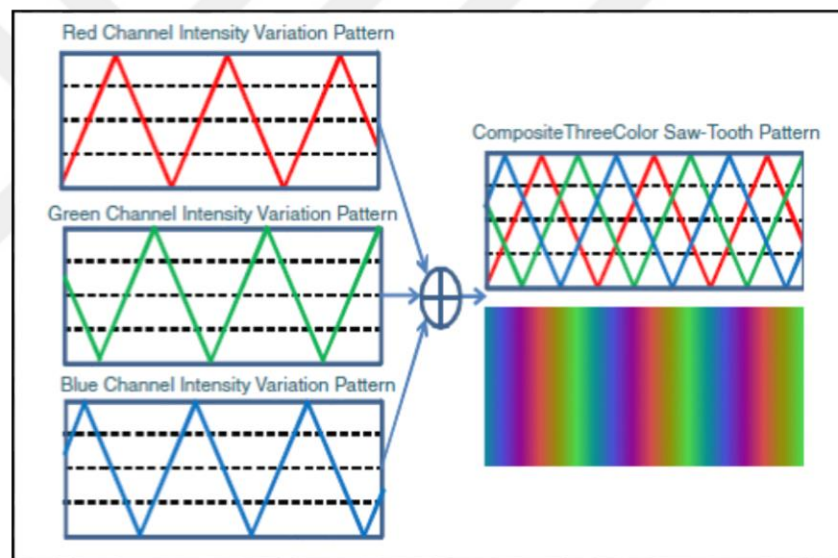 Red Channel Intensity Variation Pattern
Green Channel Intensity Variation Pattern
Blue Channel Intensity Variation Pattern
CompositeThreeColor Saw-Tooth Pattern